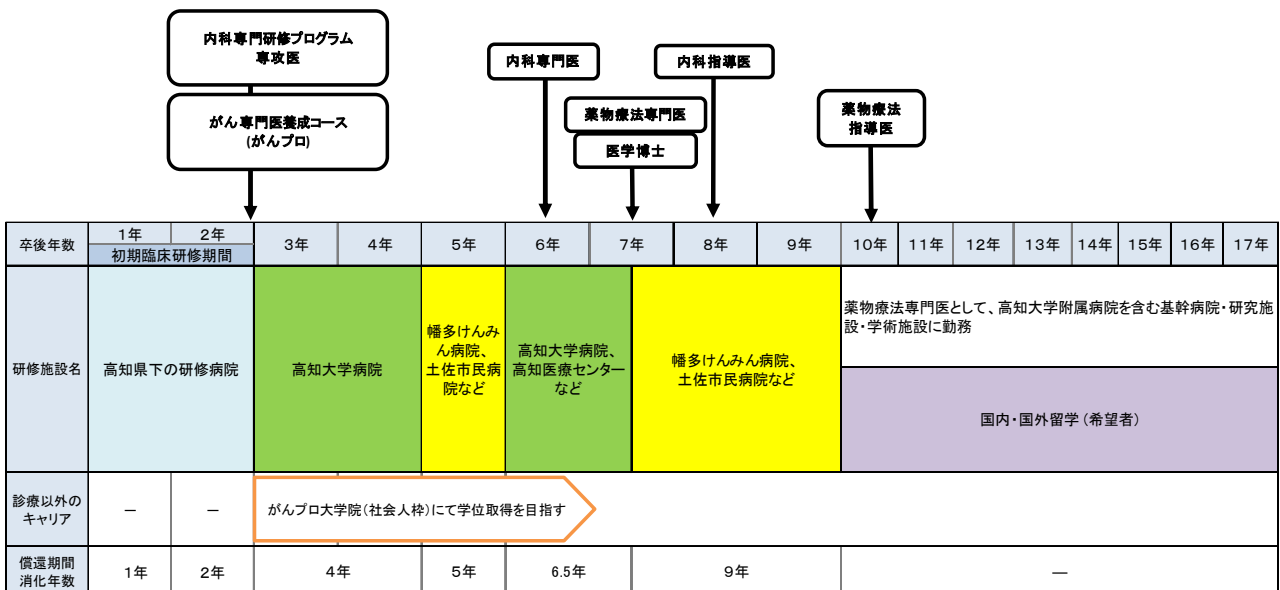 内科専門研修プログラム
専攻医
がん専門医養成コース
(がんプロ)
内科専門医
薬物療法専門医
医学博士
内科指導医
薬物療法
指導医
卒後年数
1年
2年
初期臨床研修期間
3年
4年
5年
6年
7年
8年
9年
10年
11年
12年
13年
14年
15年
16年
17年
研修施設名
高知県下の研修病院
高知大学病院
幡多けんみ
ん病院、
土佐市民病
院など
高知大学病院、
高知医療センター
など
幡多けんみん病院、
土佐市民病院など
薬物療法専門医として、高知大学附属病院を含む基幹病院・研究施
設・学術施設に勤務
国内・国外留学(希望者)
診療以外の
キャリア
―
―
がんプロ大学院(社会人枠)にて学位取得を目指す
償還期間
消化年数
1年
2年
4年
5年
6.5年
9年
―